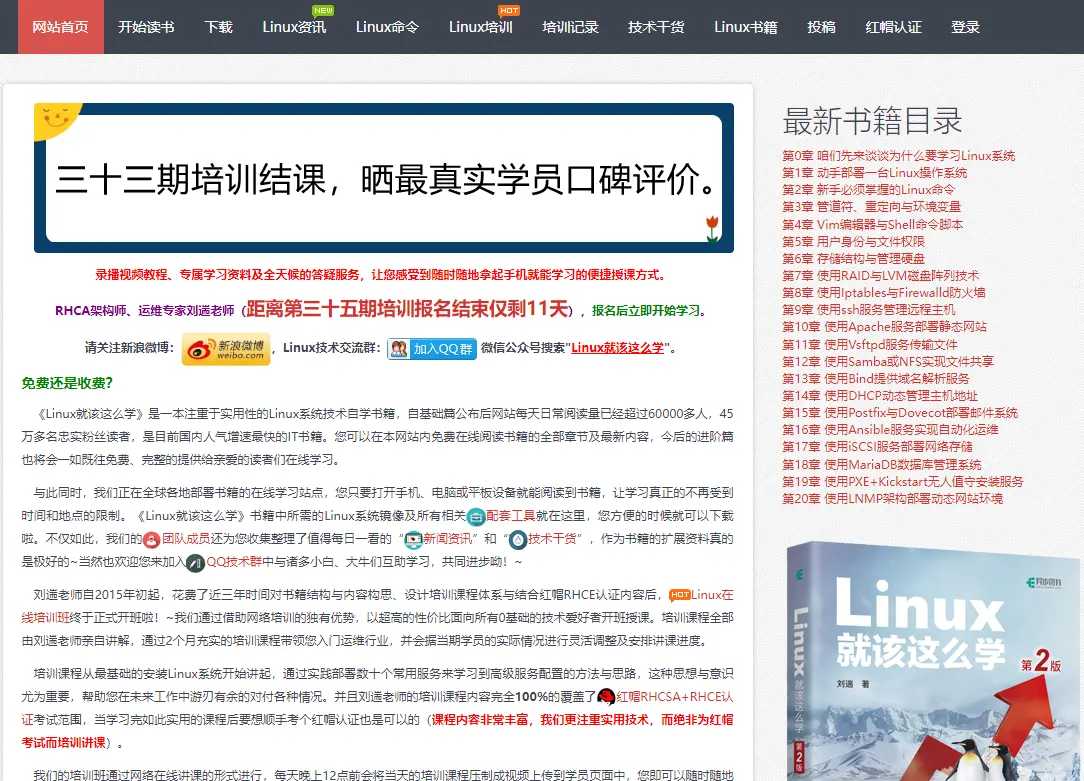 网站首页 开始读书 下载 Linux资讯 NEW Linux命令 Linux培训 HOT 培训记录 技术干货 Linux书籍 投稿 红帽认证 登录
三十三期培训结课，晒最真实学员口碑评价。
录播视频教程、专属学习资料及全天候的答疑服务，让您感受到随时随地拿起手机就能学习的便捷授课方式。
RHCA架构师、运维专家刘遄老师（距离第三十五期培训报名结束仅剩11天），报名后立即开始学习。
请关注新浪微博： 新浪微博 weibo.com ，Linux技术交流群： 加入QQ群 微信公众号搜索"Linux就该这么学"。
免费还是收费？
《Linux就该这么学》是一本注重于实用性的Linux系统技术自学书籍，自基础篇公布后网站每天日常阅读量已经超过60000多人，45
万多名忠实粉丝读者，是目前国内人气增速最快的IT书籍。您可以在本网站内免费在线阅读书籍的全部章节及最新内容，今后的进阶篇
也将会一如既往免费、完整的提供给亲爱的读者们在线学习。
与此同时，我们正在全球各地部署书籍的在线学习站点，您只要打开手机、电脑或平板设备就能阅读到书籍，让学习真正的不再受到
时间和地点的限制。《Linux就该这么学》书籍中所需的Linux系统镜像及所有相关配套工具就在这里，您方便的时候就可以下载
啦。不仅如此，我们的团队成员还为您收集整理了值得每日一看的“新闻资讯”和“技术干货”，作为书籍的扩展资料真的
是极好的~当然也欢迎您来加入QQ技术群中与诸多小白、大牛们互助学习，共同进步呦！~
刘遄老师自2015年初起，花费了近三年时间对书籍结构与内容构思、设计培训课程体系与结合红帽RHCE认证内容后，HOTLinux在
线培训班终于正式开班啦！~我们通过借助网络培训的独有优势，以超高的性价比面向所有0基础的技术爱好者开班授课。培训课程全部
由刘遄老师亲自讲解，通过2个月充实的培训课程带领您入门运维行业，并会据当期学员的实际情况进行灵活调整及安排讲课进度。
培训课程从最基础的安装Linux系统开始讲起，通过实践部署数十个常用服务来学习到高级服务配置的方法与思路，这种思想与意识
尤为重要，帮助您在未来工作中游刃有余的对付各种情况。并且刘遄老师的培训课程内容完全100%的覆盖了红帽RHCSA+RHCE认
证考试范围，当学习完如此实用的课程后要想顺手考个红帽认证也是可以的（课程内容非常丰富，我们更注重实用技术，而绝非为红帽
考试而培训讲课）。
我们的培训是通过网络在线讲课的形式进行，每天晚上12点前会将当天的培训课程压制成视频上传到学员页面中，您即可以随时随地
最新书籍目录
第0章 咱们先来谈谈为什么要学习Linux系统
第1章 动手部署一台Linux操作系统
第2章 新手必须掌握的Linux命令
第3章 管道符、重定向与环境变量
第4章 Vim编辑器与Shell命令脚本
第5章 用户身份与文件权限
第6章 存储结构与管理硬盘
第7章 使用RAID与LVM磁盘阵列技术
第8章 使用Iptables与Firewalld防火墙
第9章 使用ssh服务管理远程主机
第10章 使用Apache服务部署静态网站
第11章 使用Vsftpd服务传输文件
第12章 使用Samba或NFS实现文件共享
第13章 使用Bind提供域名解析服务
第14章 使用DHCP动态管理主机地址
第15章 使用Postfix与Dovecot部署邮件系统
第16章 使用Ansible服务实现自动化运维
第17章 使用iSCSI服务部署网络存储
第18章 使用MariaDB数据库管理系统
第19章 使用PXE+Kickstart无人值守安装服务
第20章 使用LNMP架构部署动态网站环境
异步图书
Linux
就该这么学
第2版
刘遄 著
Linux 就该这么学 第2版